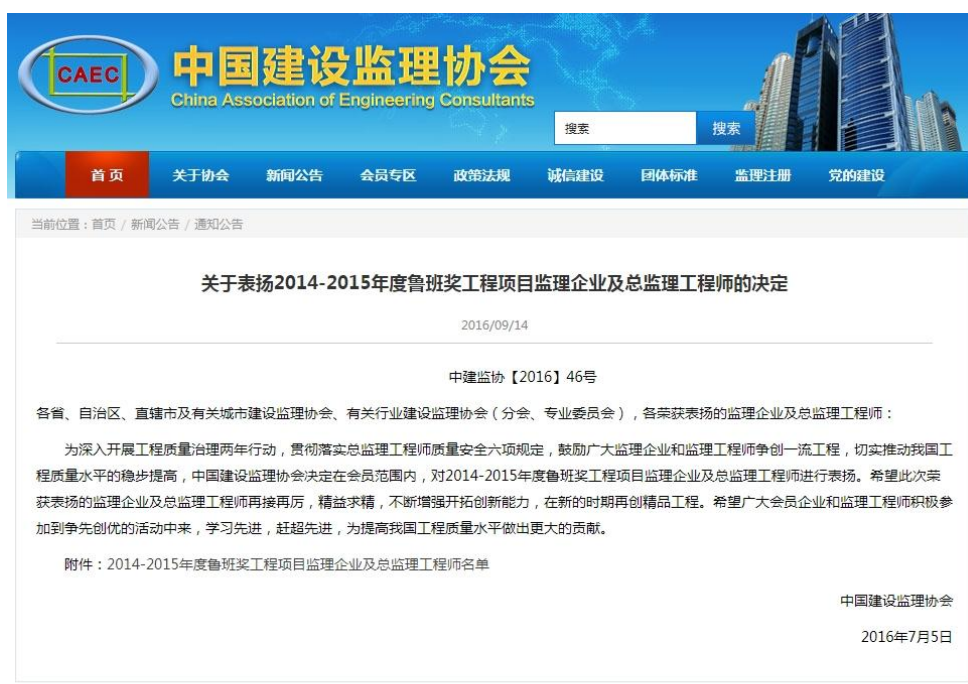 CAEC
中国建设监理协会
China Association of Engineering Consultants
搜索
搜索
首页
关于协会
新闻公告
会员专区
政策法规
诚信建设
团体标准
监理注册
党的建设
当前位置：首页 / 新闻公告 / 通知公告
关于表扬2014-2015年度鲁班奖工程项目监理企业及总监理工程师的决定
2016/09/14
中建监协【2016】46号
各省、自治区、直辖市及有关城市建设监理协会、有关行业建设监理协会（分会、专业委员会），各荣获表扬的监理企业及总监理工程师：
为深入开展工程质量治理两年行动，贯彻落实总监理工程师质量安全六项规定，鼓励广大监理企业和监理工程师争创一流工程，切实推动我国工
程质量水平的稳步提高，中国建设监理协会决定在会员范围内，对2014-2015年度鲁班奖工程项目监理企业及总监理工程师进行表扬。希望此次荣
获表扬的监理企业及总监理工程师再接再厉，精益求精，不断增强开拓创新能力，在新的时期再创精品工程。希望广大会员企业和监理工程师积极参
加到争先创优的活动中来，学习先进，赶超先进，为提高我国工程质量水平做出更大的贡献。
附件：2014-2015年度鲁班奖工程项目监理企业及总监理工程师名单
中国建设监理协会
2016年7月5日